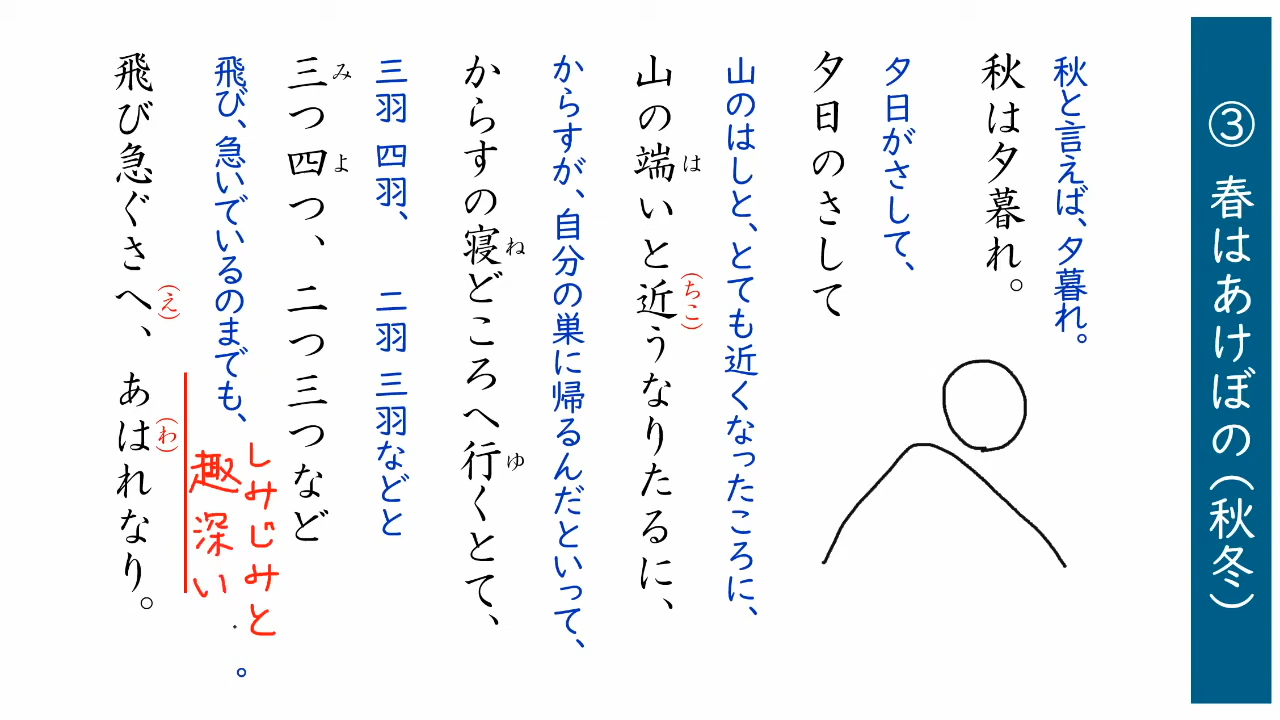 ③ 春はあけぼの(秋冬)
秋と言えば、夕暮れ。
秋は夕暮れ。
夕日がさして、
夕日のさして
山のはしと、とても近くなったころに、
は
(ちこ)
山の端いと近うなりたるに、
からすが、自分の巣に帰るんだといって、
ね
ゆ
からすの寝どころへ行くとて、
三羽 四羽、 二羽 三羽などと
み
よ
三つ四つ、二つ三つなど
飛び、急いでいるのまでも、
しみじみと
趣深い
。
(え)
(わ)
飛び急ぐさへ、あはれなり。